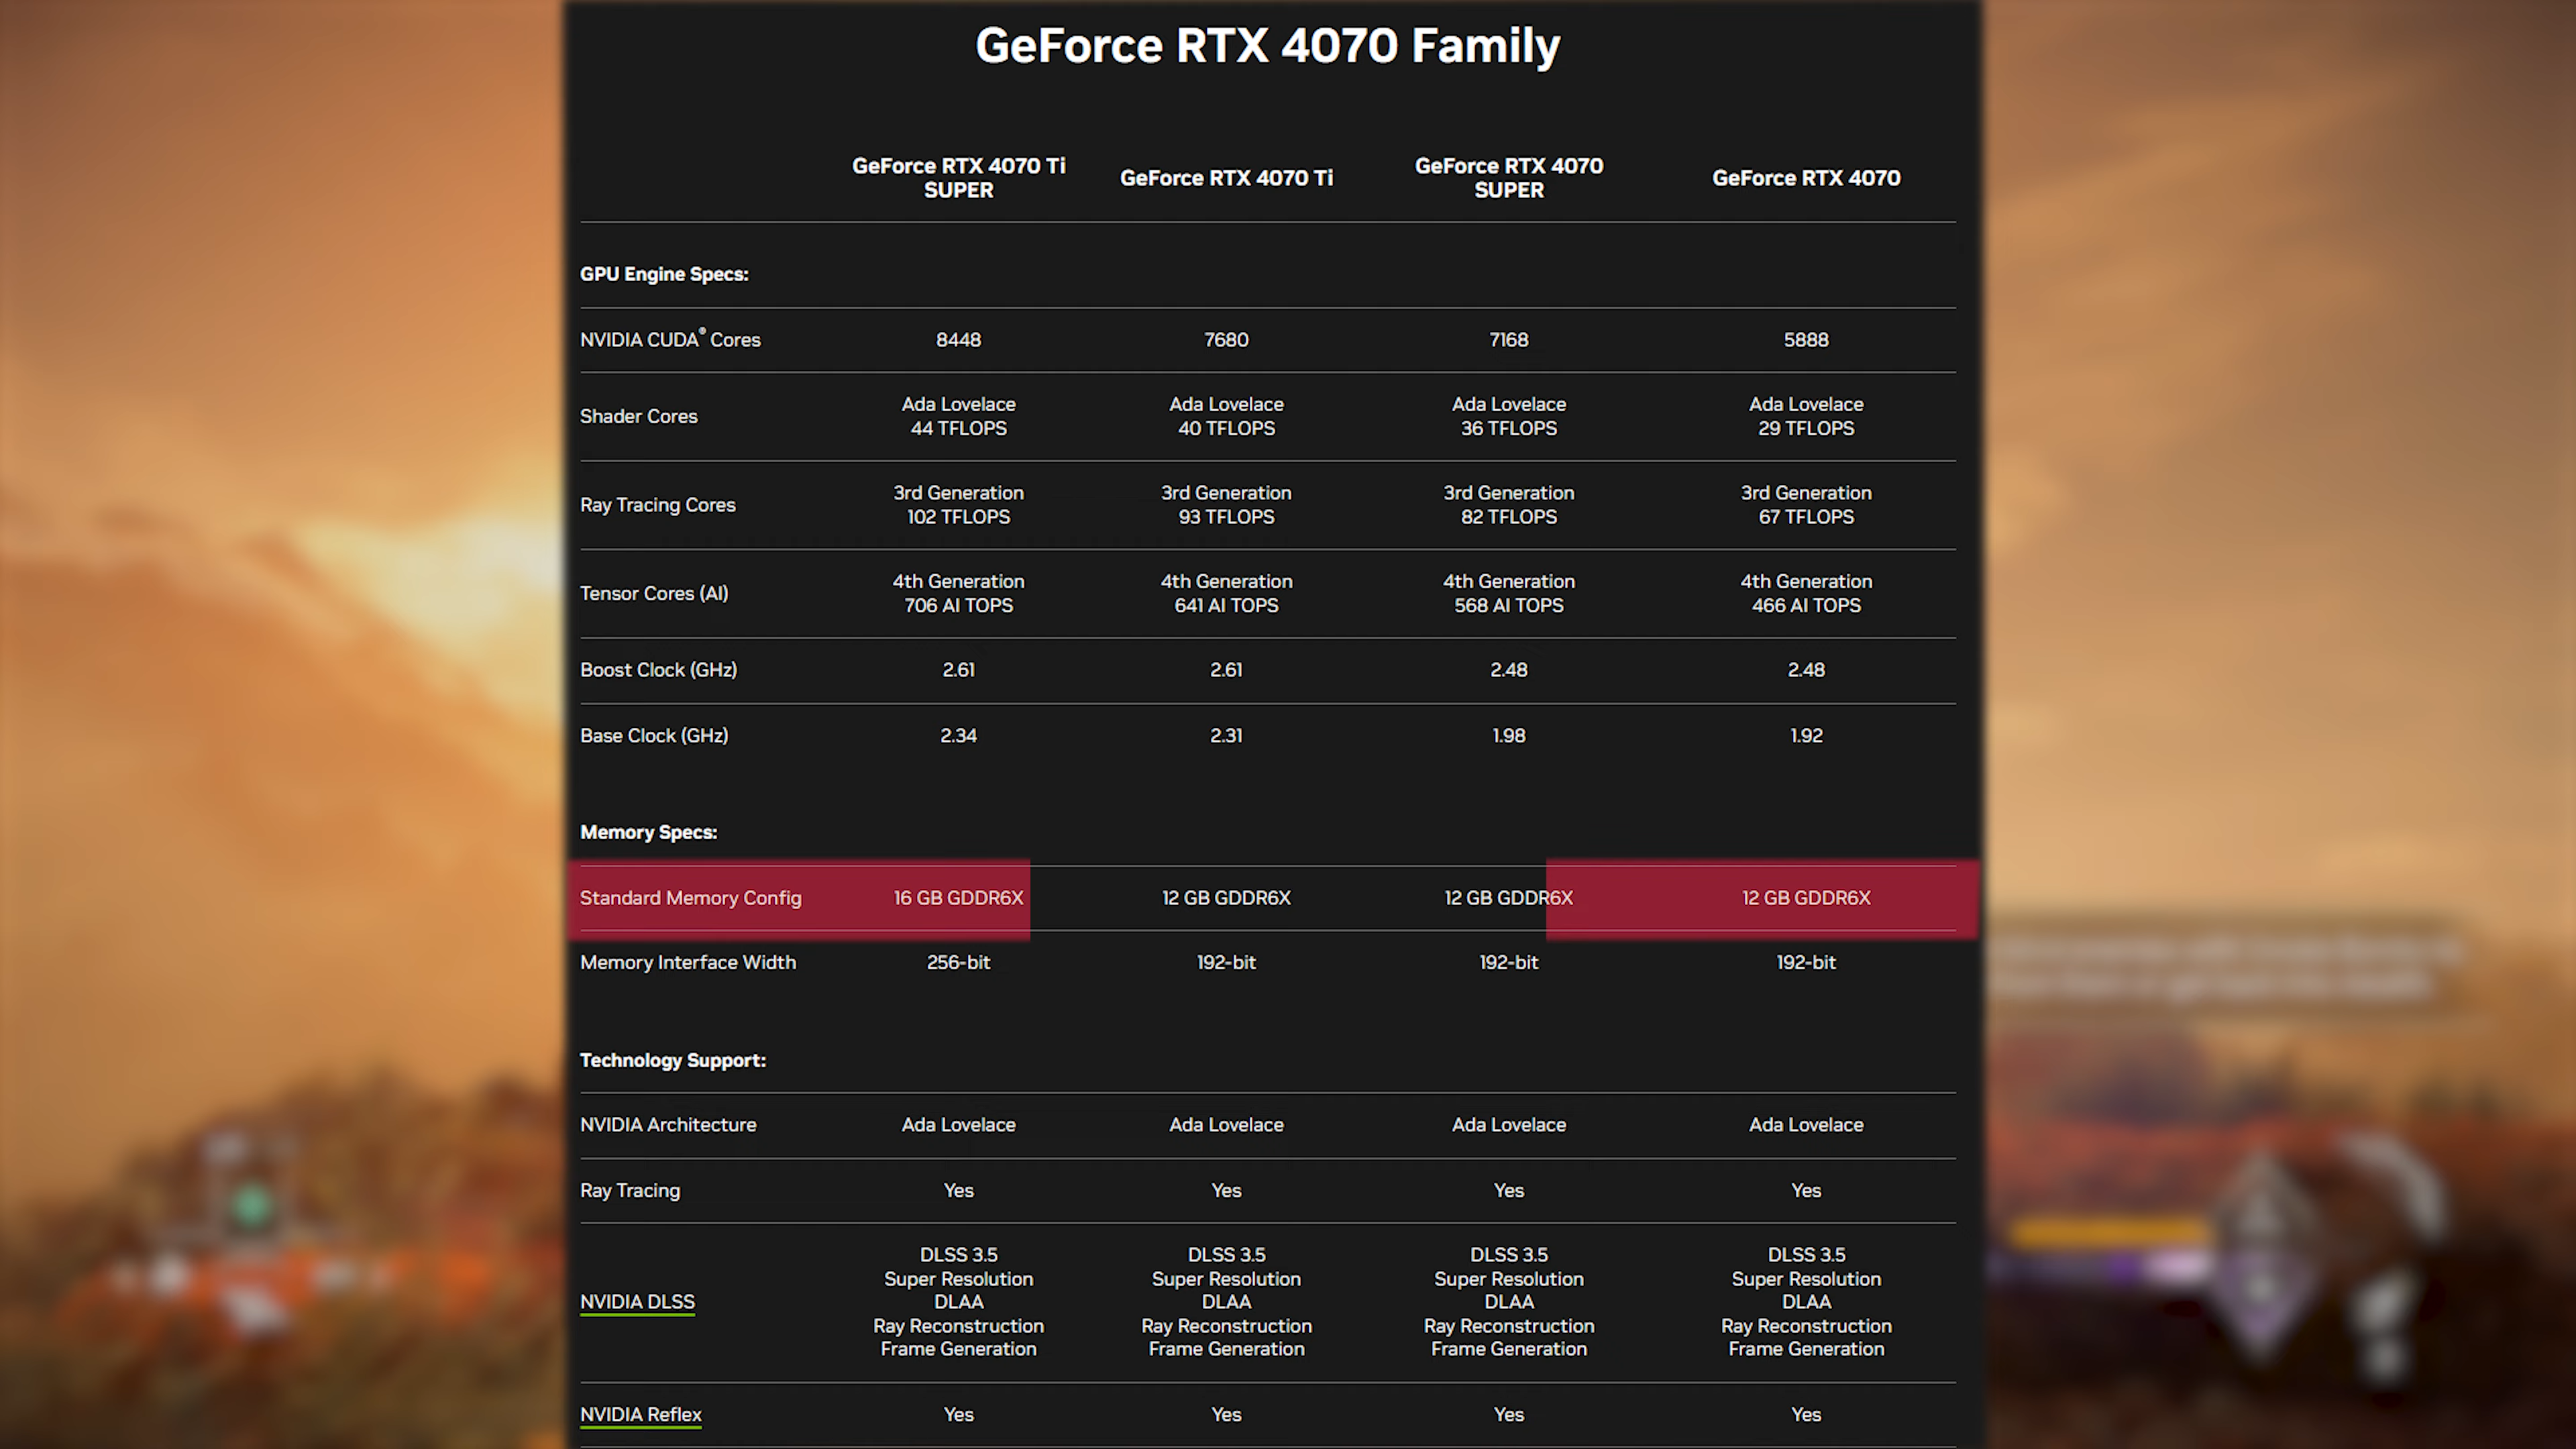 GeForce RTX 4070 Family
GeForce RTX 4070 Ti SUPER GeForce RTX 4070 Ti GeForce RTX 4070 SUPER GeForce RTX 4070
GPU Engine Specs:
NVIDIA CUDA® Cores 8448 7680 7168 5888
Shader Cores Ada Lovelace 44 TFLOPS Ada Lovelace 40 TFLOPS Ada Lovelace 36 TFLOPS Ada Lovelace 29 TFLOPS
Ray Tracing Cores 3rd Generation 102 TFLOPS 3rd Generation 93 TFLOPS 3rd Generation 82 TFLOPS 3rd Generation 67 TFLOPS
Tensor Cores (AI) 4th Generation 706 AI TOPS 4th Generation 641 AI TOPS 4th Generation 568 AI TOPS 4th Generation 466 AI TOPS
Boost Clock (GHz) 2.61 2.61 2.48 2.48
Base Clock (GHz) 2.34 2.31 1.98 1.92
Memory Specs:
Standard Memory Config 16 GB GDDR6X 12 GB GDDR6X 12 GB GDDR6X 12 GB GDDR6X
Memory Interface Width 256-bit 192-bit 192-bit 192-bit
Technology Support:
NVIDIA Architecture Ada Lovelace Ada Lovelace Ada Lovelace Ada Lovelace
Ray Tracing Yes Yes Yes Yes
DLSS 3.5 DLSS 3.5 DLSS 3.5 DLSS 3.5
Super Resolution Super Resolution Super Resolution Super Resolution
NVIDIA DLSS DLAA DLAA DLAA DLAA
Ray Reconstruction Ray Reconstruction Ray Reconstruction Ray Reconstruction
Frame Generation Frame Generation Frame Generation Frame Generation
NVIDIA Reflex Yes Yes Yes Yes